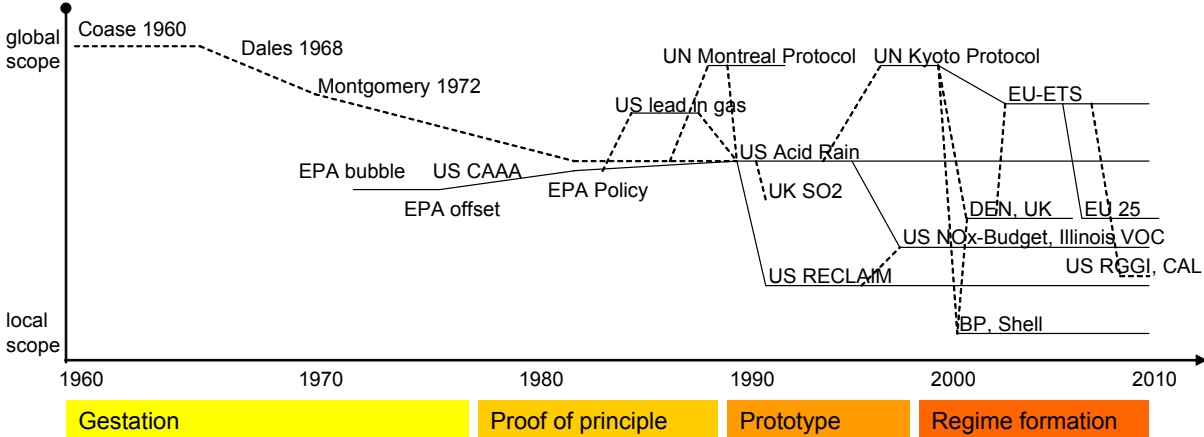 global
scope
Coase 1960
Dales 1968
Montgomery 1972
UN Montreal Protocol
UN Kyoto Protocol
US lead in gas
EU-ETS
US Acid Rain
EPA bubble
US CAAA
EPA Policy
UK SO2
EPA offset
DEN, UK
EU 25
US NOx-Budget, Illinois VOC
US RGGI, CAL
US RECLAIM
BP, Shell
local
scope
1960 1970 1980 1990 2000 2010
Gestation Proof of principle Prototype Regime formation